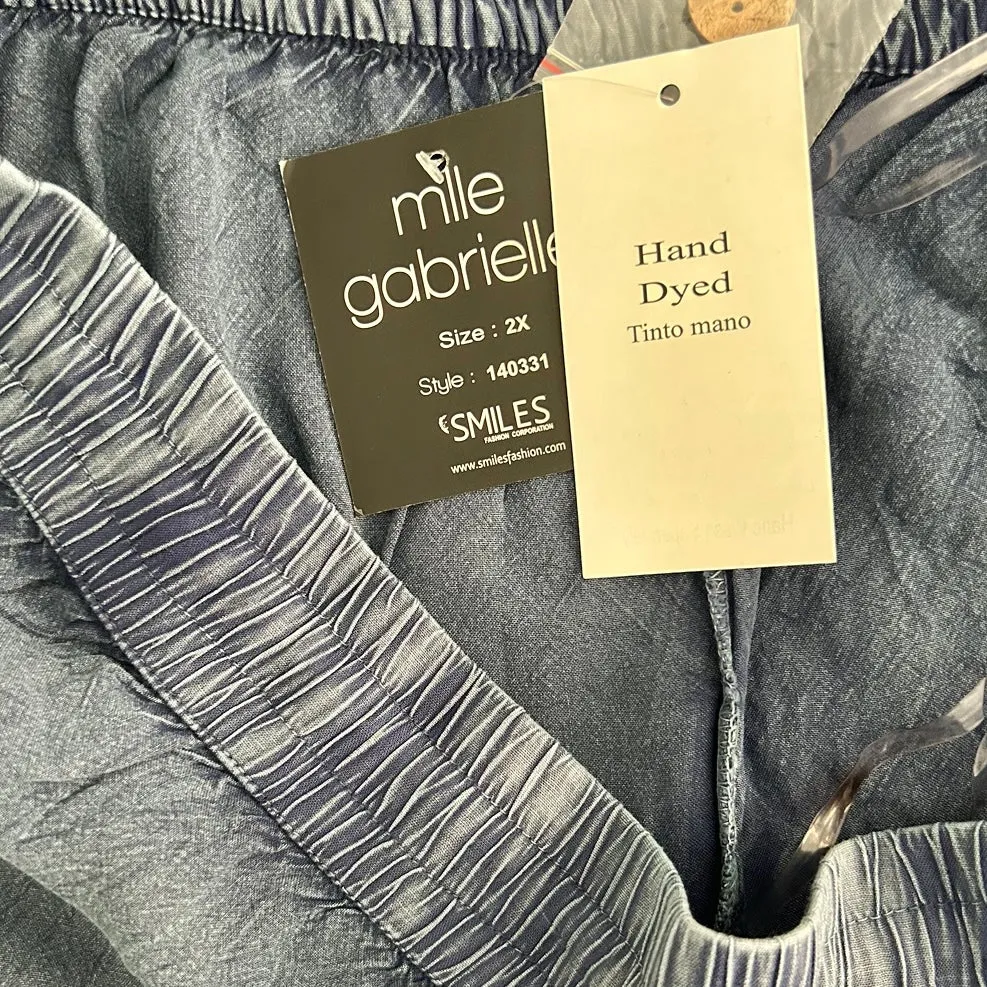 mlle
gabrielle
Size : 2X
Style : 140331
SMILES
FASHION CORPORATION
www.smilesfashion.com
Hand
Dyed
Tinto mano